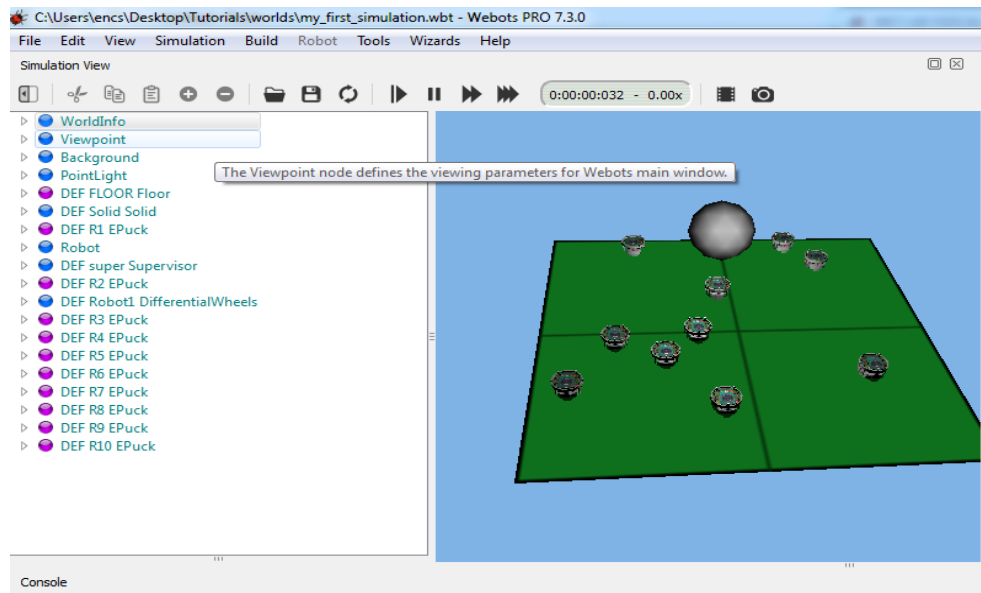 C:\Users\encs\Desktop\Tutorials\worlds\my_first_simulation.wbt - Webots PRO 7.3.0
File Edit View Simulation Build Robot Tools Wizards Help
Simulation View
0:00:00:032 - 0.00x
WorldInfo
Viewpoint
Background
PointLight
The Viewpoint node defines the viewing parameters for Webots main window.
DEF FLOOR Floor
DEF Solid Solid
DEF R1 EPuck
Robot
DEF super Supervisor
DEF R2 EPuck
DEF Robot1 DifferentialWheels
DEF R3 EPuck
DEF R4 EPuck
DEF R5 EPuck
DEF R6 EPuck
DEF R7 EPuck
DEF R8 EPuck
DEF R9 EPuck
DEF R10 EPuck
Console